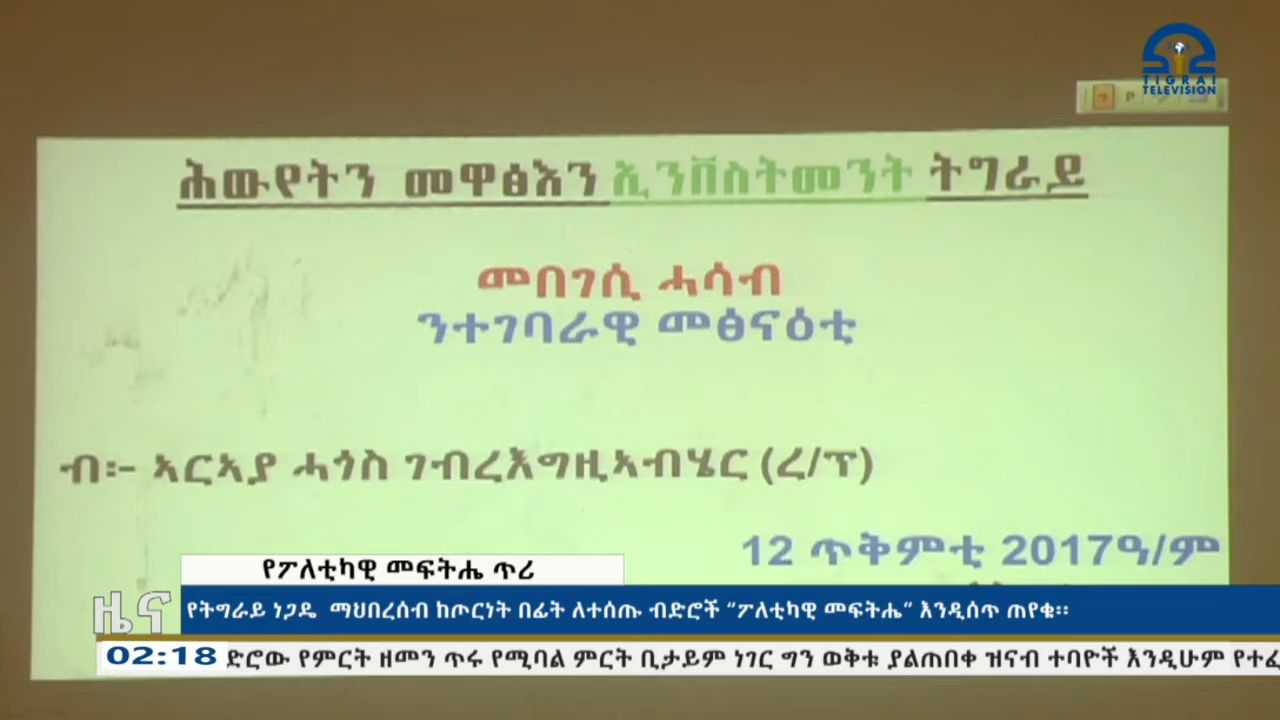 TIGRAI
TELEVISION
ሕውየትን መዋፅእን ኢንቨስትመንት ትግራይ
መበገሲ ሓሳብ
ንተገባራዊ መፅናዕቲ
ብ፡- ኣርኣያ ሓጎስ ገብረእግዚኣብሄር (ረ/ፕ)
12 ጥቅምቲ 2017ዓ/ም
የፖለቲካዊ መፍትሔ ጥሪ
ዜና
የትግራይ ነጋዴ ማህበረሰብ ከጦርነት በፊት ለተሰጡ ብድሮች “ፖለቲካዊ መፍትሔ” እንዲሰጥ ጠየቁ።
02:18 ድሮው የምርት ዘመን ጥሩ የሚባል ምርት ቢታይም ነገር ግን ወቅቱ ያልጠበቀ ዝናብ ተባዮች እንዲሁም የተፈ